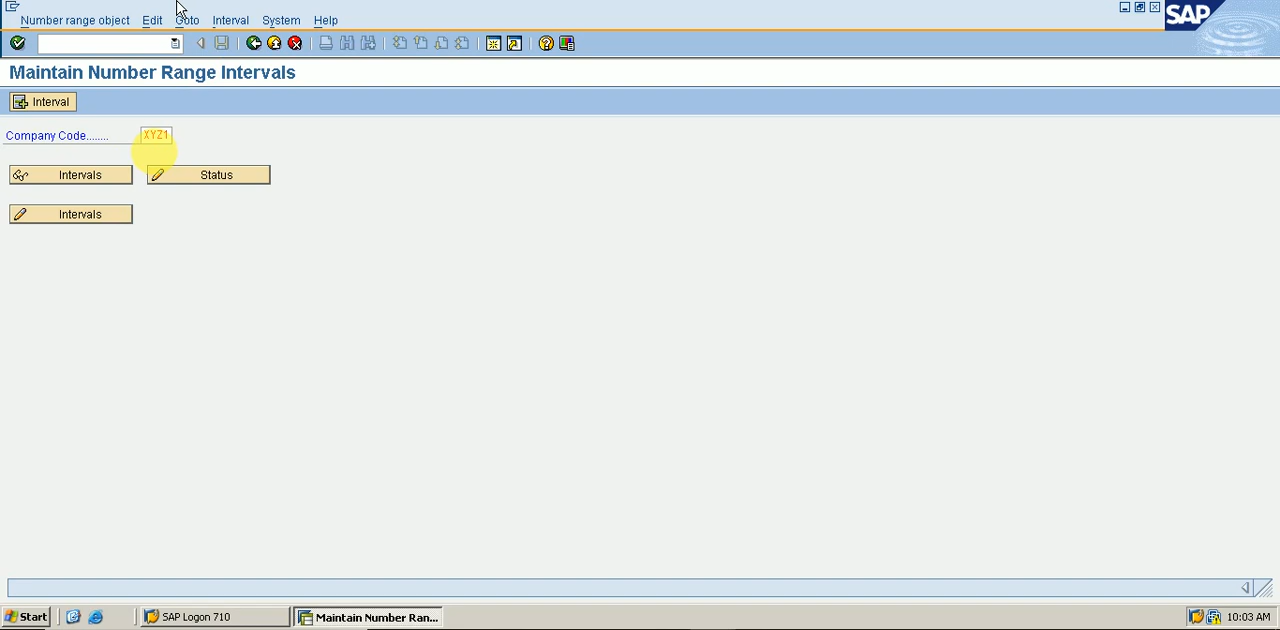 Number range object Edit Goto Interval System Help
SAP
Maintain Number Range Intervals
Interval
Company Code........ XYZ1
Intervals Status
Intervals
Start SAP Logon 710 Maintain Number Ran... 10:03 AM